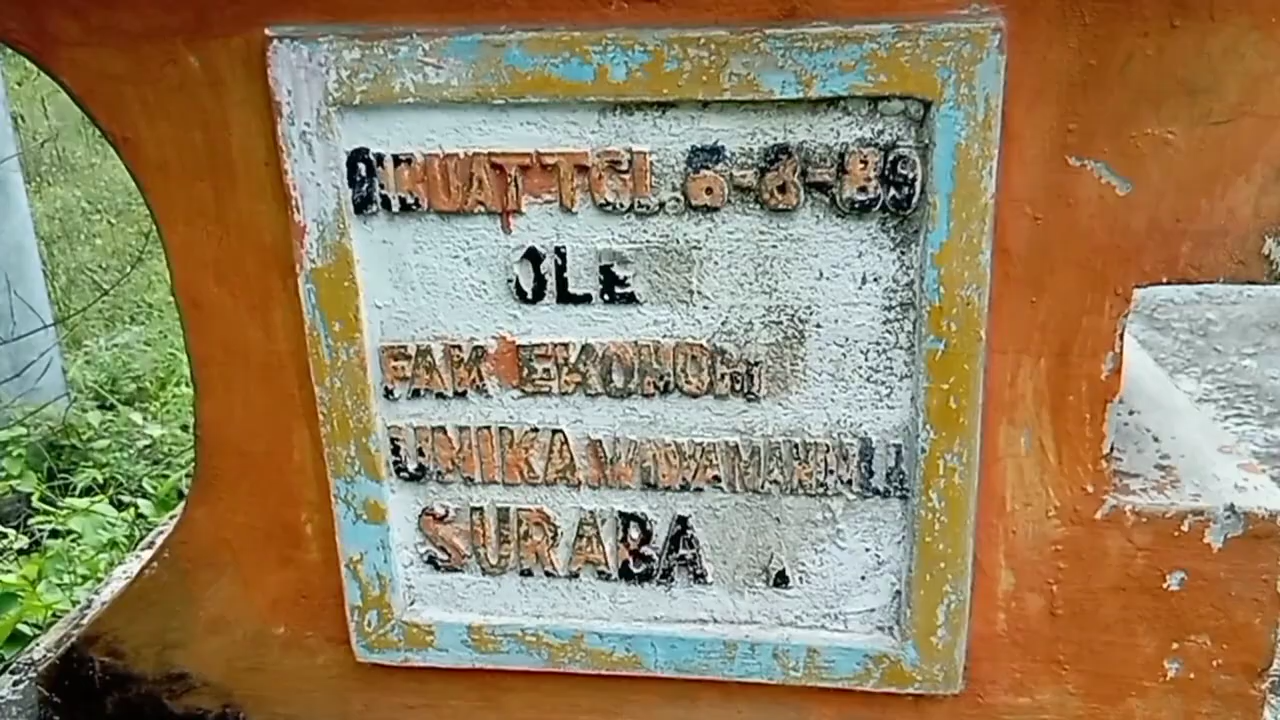 DIBUAT TGL. 6-8-89
OLE
FAK EKONOMI
UNIKA WIDYA MANDALA
SURABA